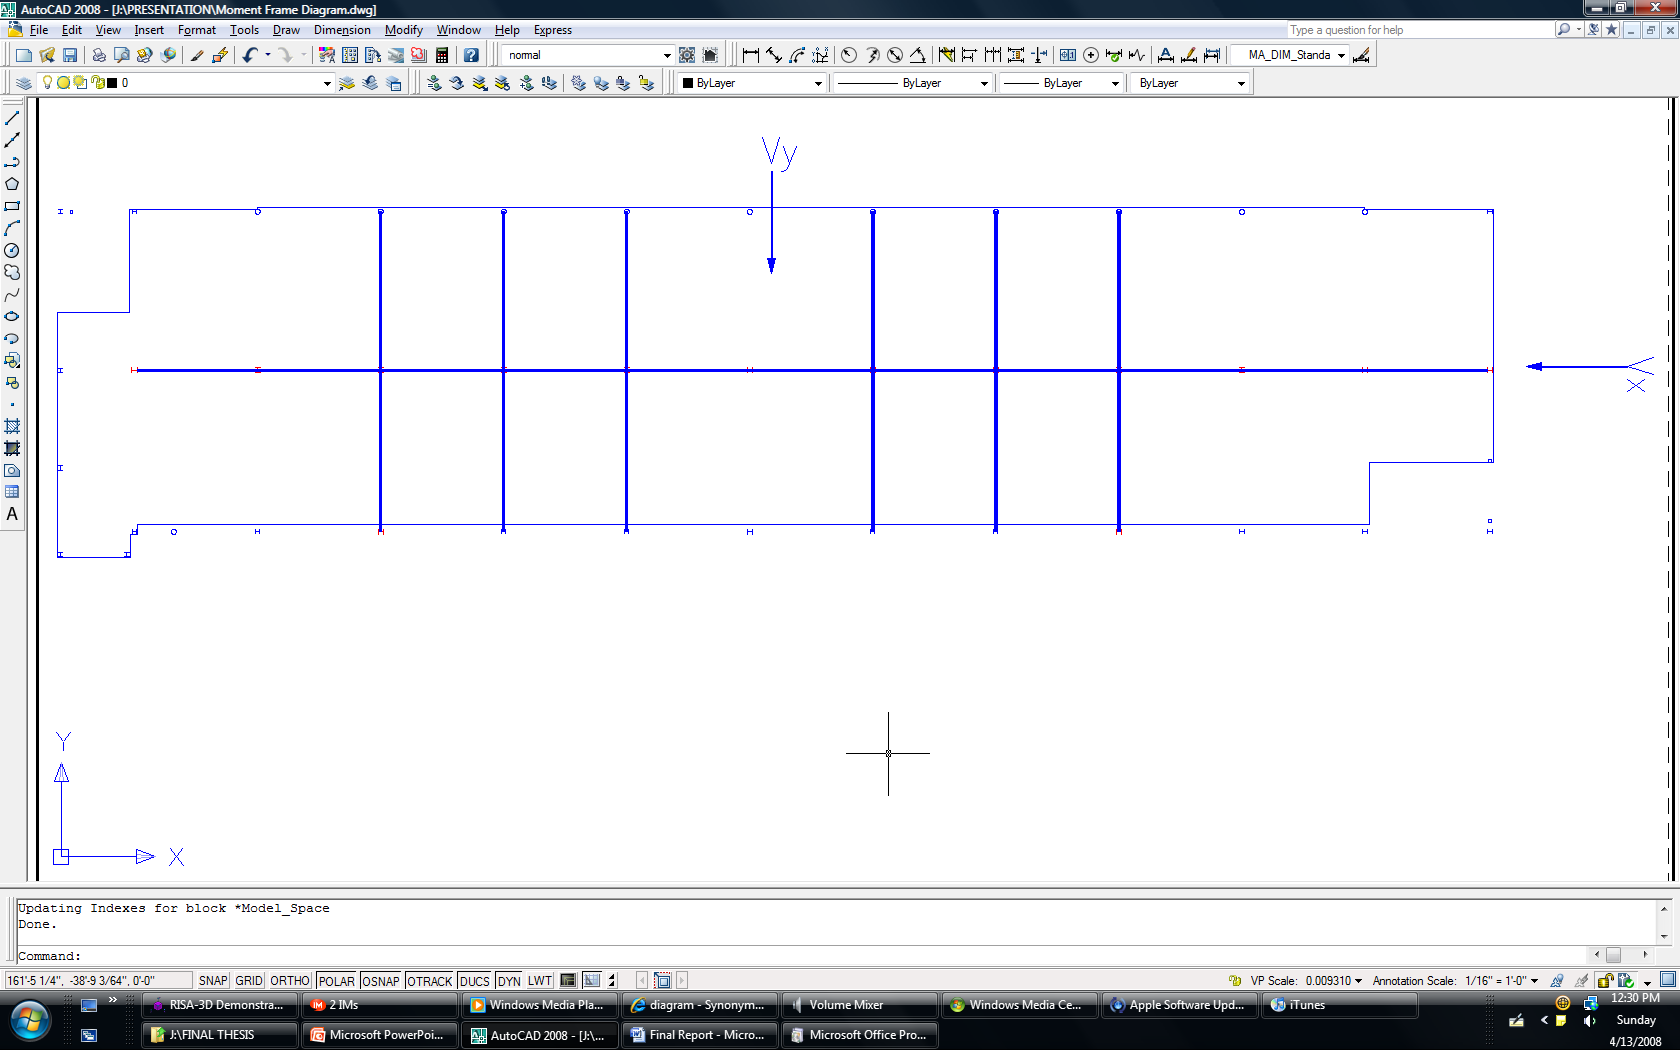 AutoCAD 2008 - [J:\PRESENTATION\Moment Frame Diagram.dwg]
File Edit View Insert Format Tools Draw Dimension Modify Window Help Express
Type a question for help
normal
MA_DIM_Standa
0
ByLayer
ByLayer
ByLayer
ByLayer
A
Vy
V
x
Y
X
Updating Indexes for block *Model_Space
Done.
Command:
161'-5 1/4", -38'-9 3/64", 0'-0"
SNAP GRID ORTHO POLAR OSNAP OTRACK DUCS DYN LWT
VP Scale: 0.009310
Annotation Scale: 1/16" = 1'-0"
RISA-3D Demonstra...
2 IMs
Windows Media Pla...
diagram - Synonym...
Volume Mixer
Windows Media Ce...
Apple Software Upd...
iTunes
12:30 PM
J:\FINAL THESIS
Microsoft PowerPoi...
AutoCAD 2008 - [J:\...
Final Report - Micro...
Microsoft Office Pro...
Sunday
4/13/2008